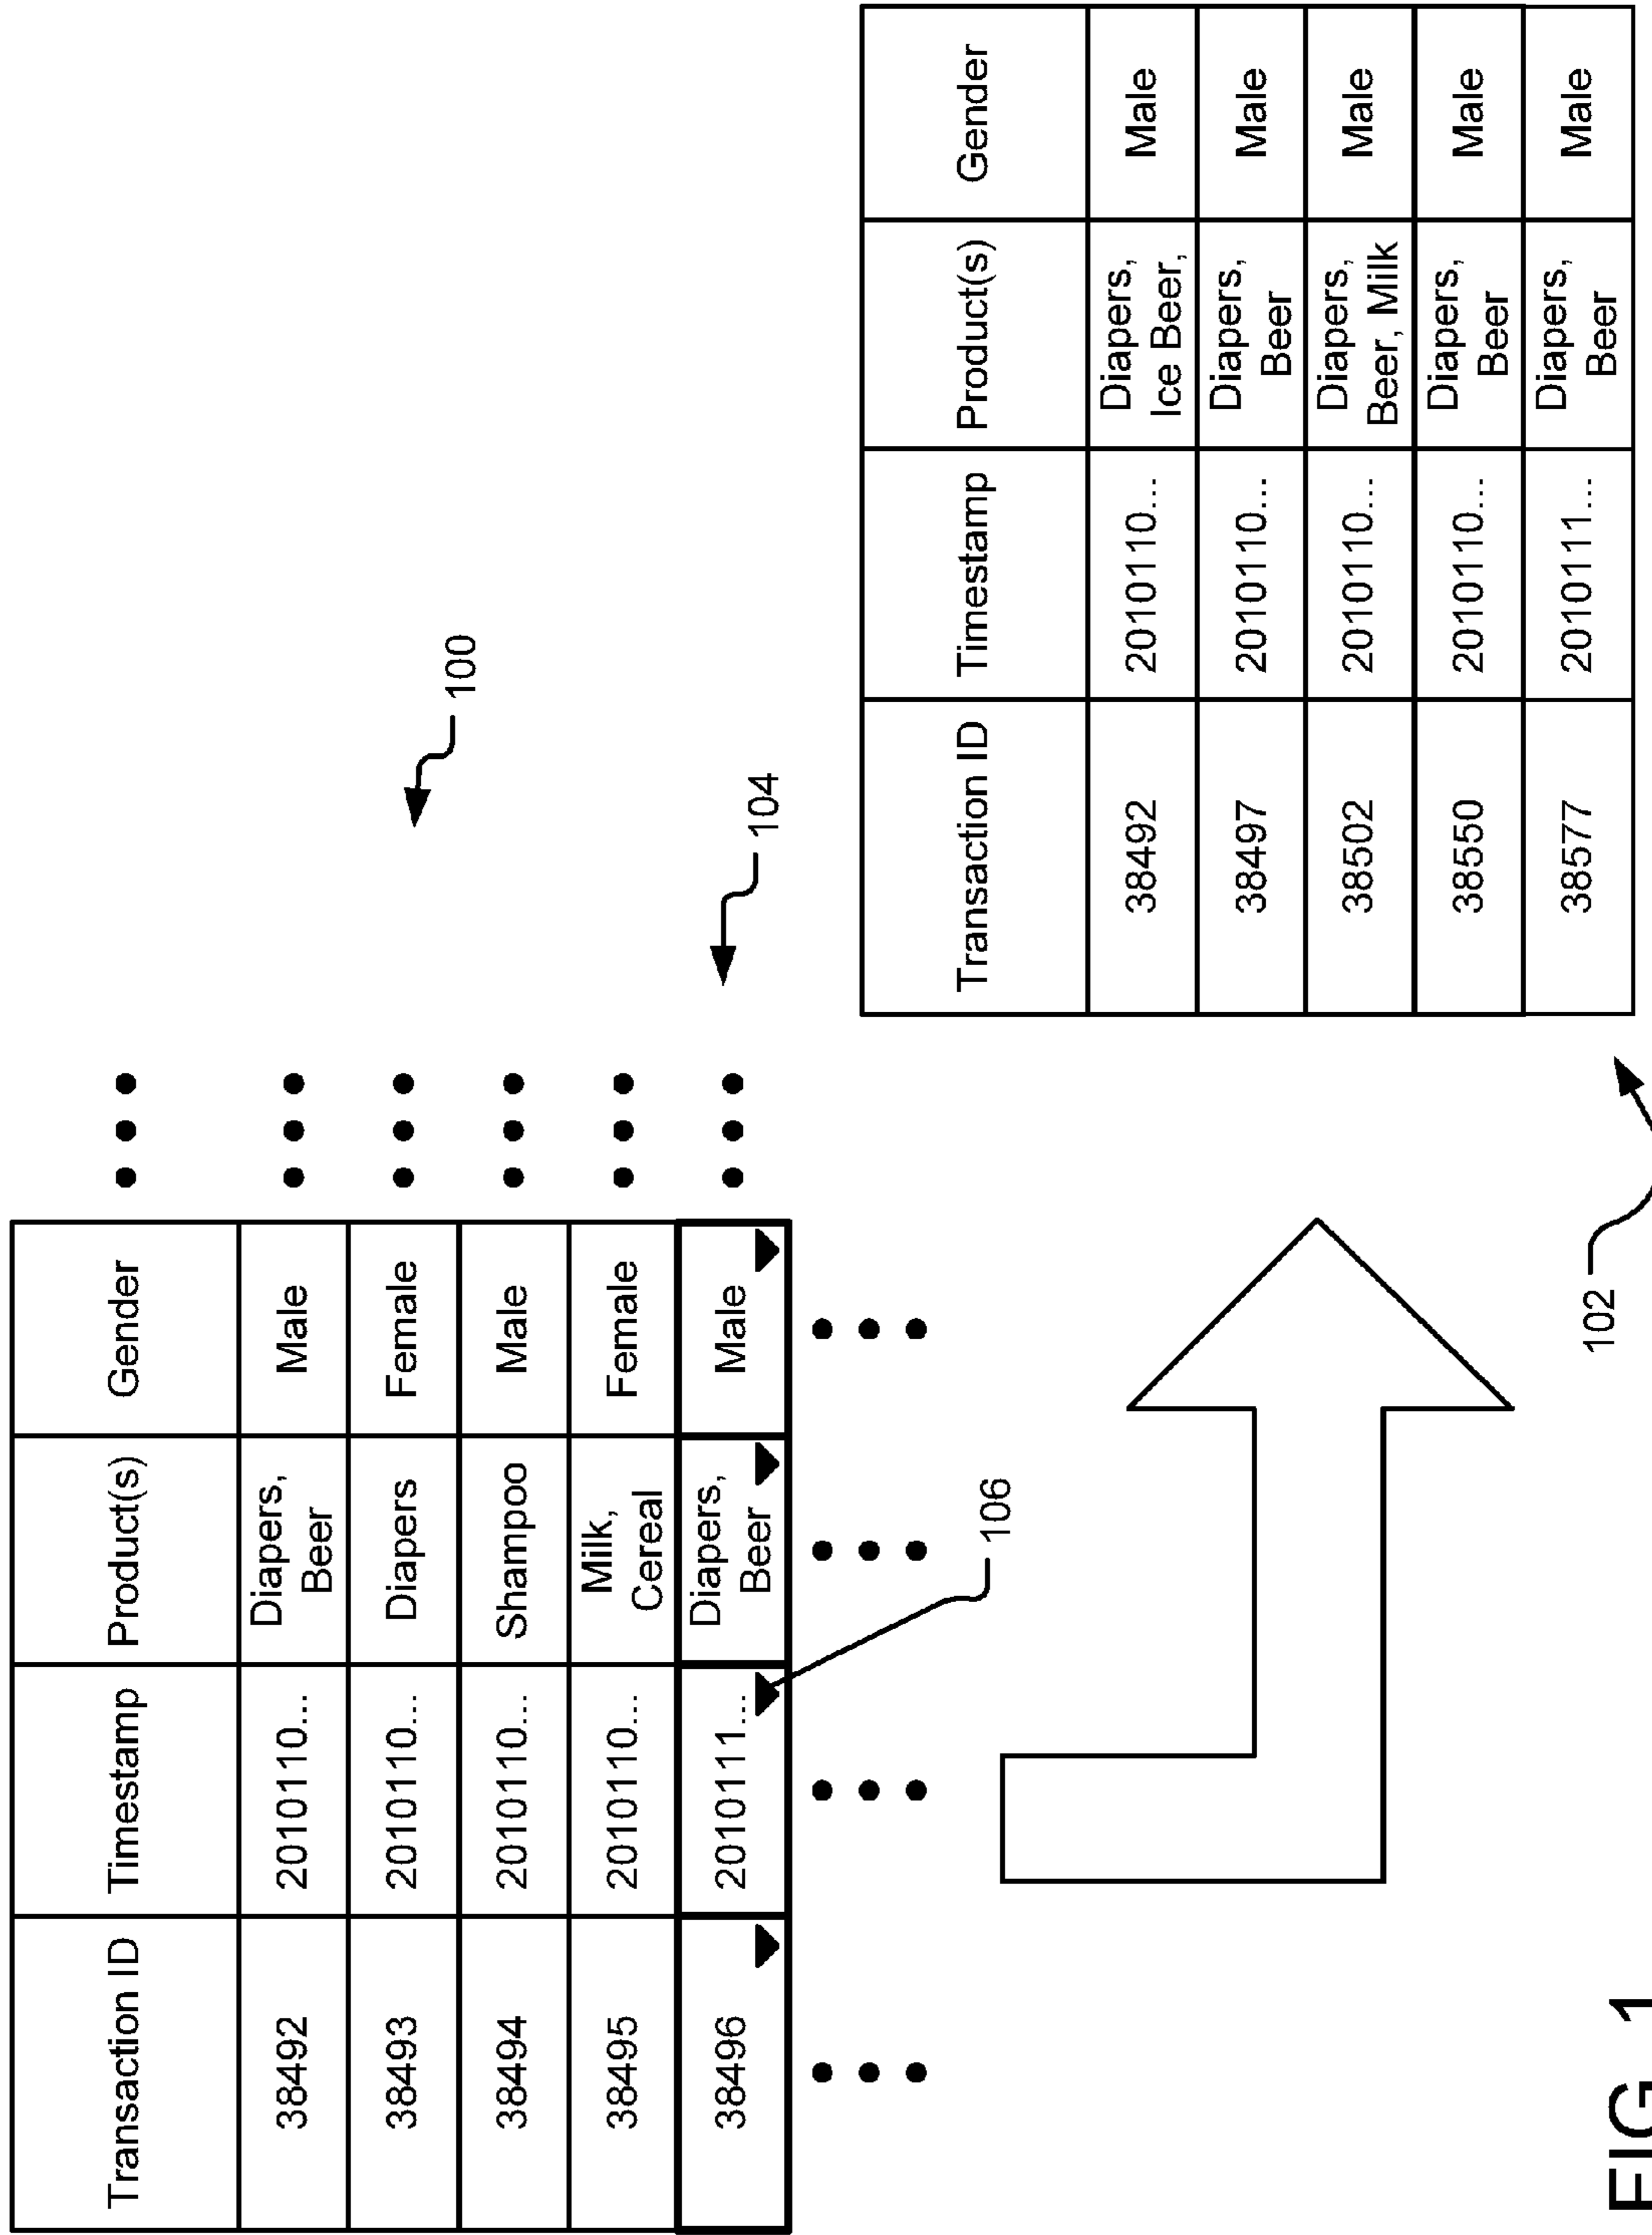 Transaction ID Timestamp Product(s) Gender
38492 2010110... Diapers, Beer Male
38493 2010110... Diapers Female
38494 2010110... Shampoo Male
38495 2010110... Milk, Cereal Female
38496 2010111... Diapers, Beer Male
100
104
106
Transaction ID Timestamp Product(s) Gender
38492 2010110... Diapers, Ice Beer, Male
38497 2010110... Diapers, Beer Male
38502 2010110... Diapers, Beer, Milk Male
38550 2010110... Diapers, Beer Male
38577 2010111... Diapers, Beer Male
102
FIG. 1